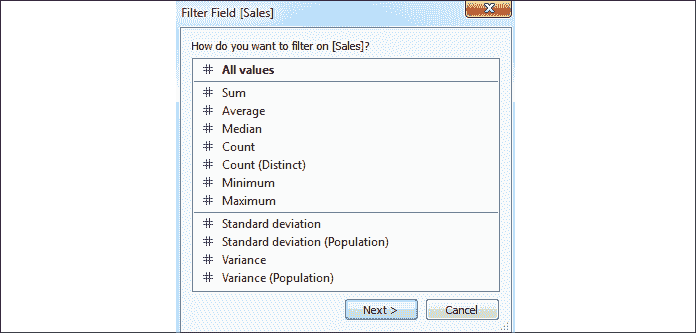 Filter Field [Sales]
How do you want to filter on [Sales]?
All values
Sum
Average
Median
Count
Count (Distinct)
Minimum
Maximum
Standard deviation
Standard deviation (Population)
Variance
Variance (Population)
Next > Cancel